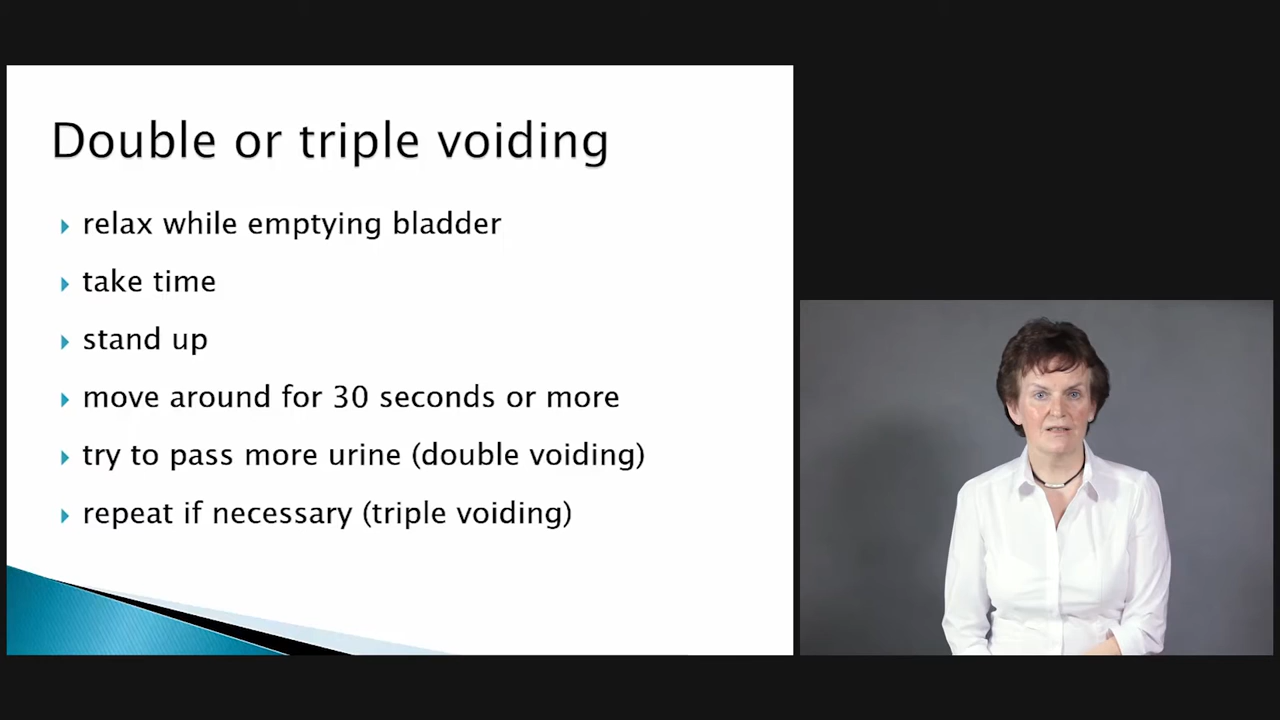 Double or triple voiding
relax while emptying bladder
take time
stand up
move around for 30 seconds or more
try to pass more urine (double voiding)
repeat if necessary (triple voiding)